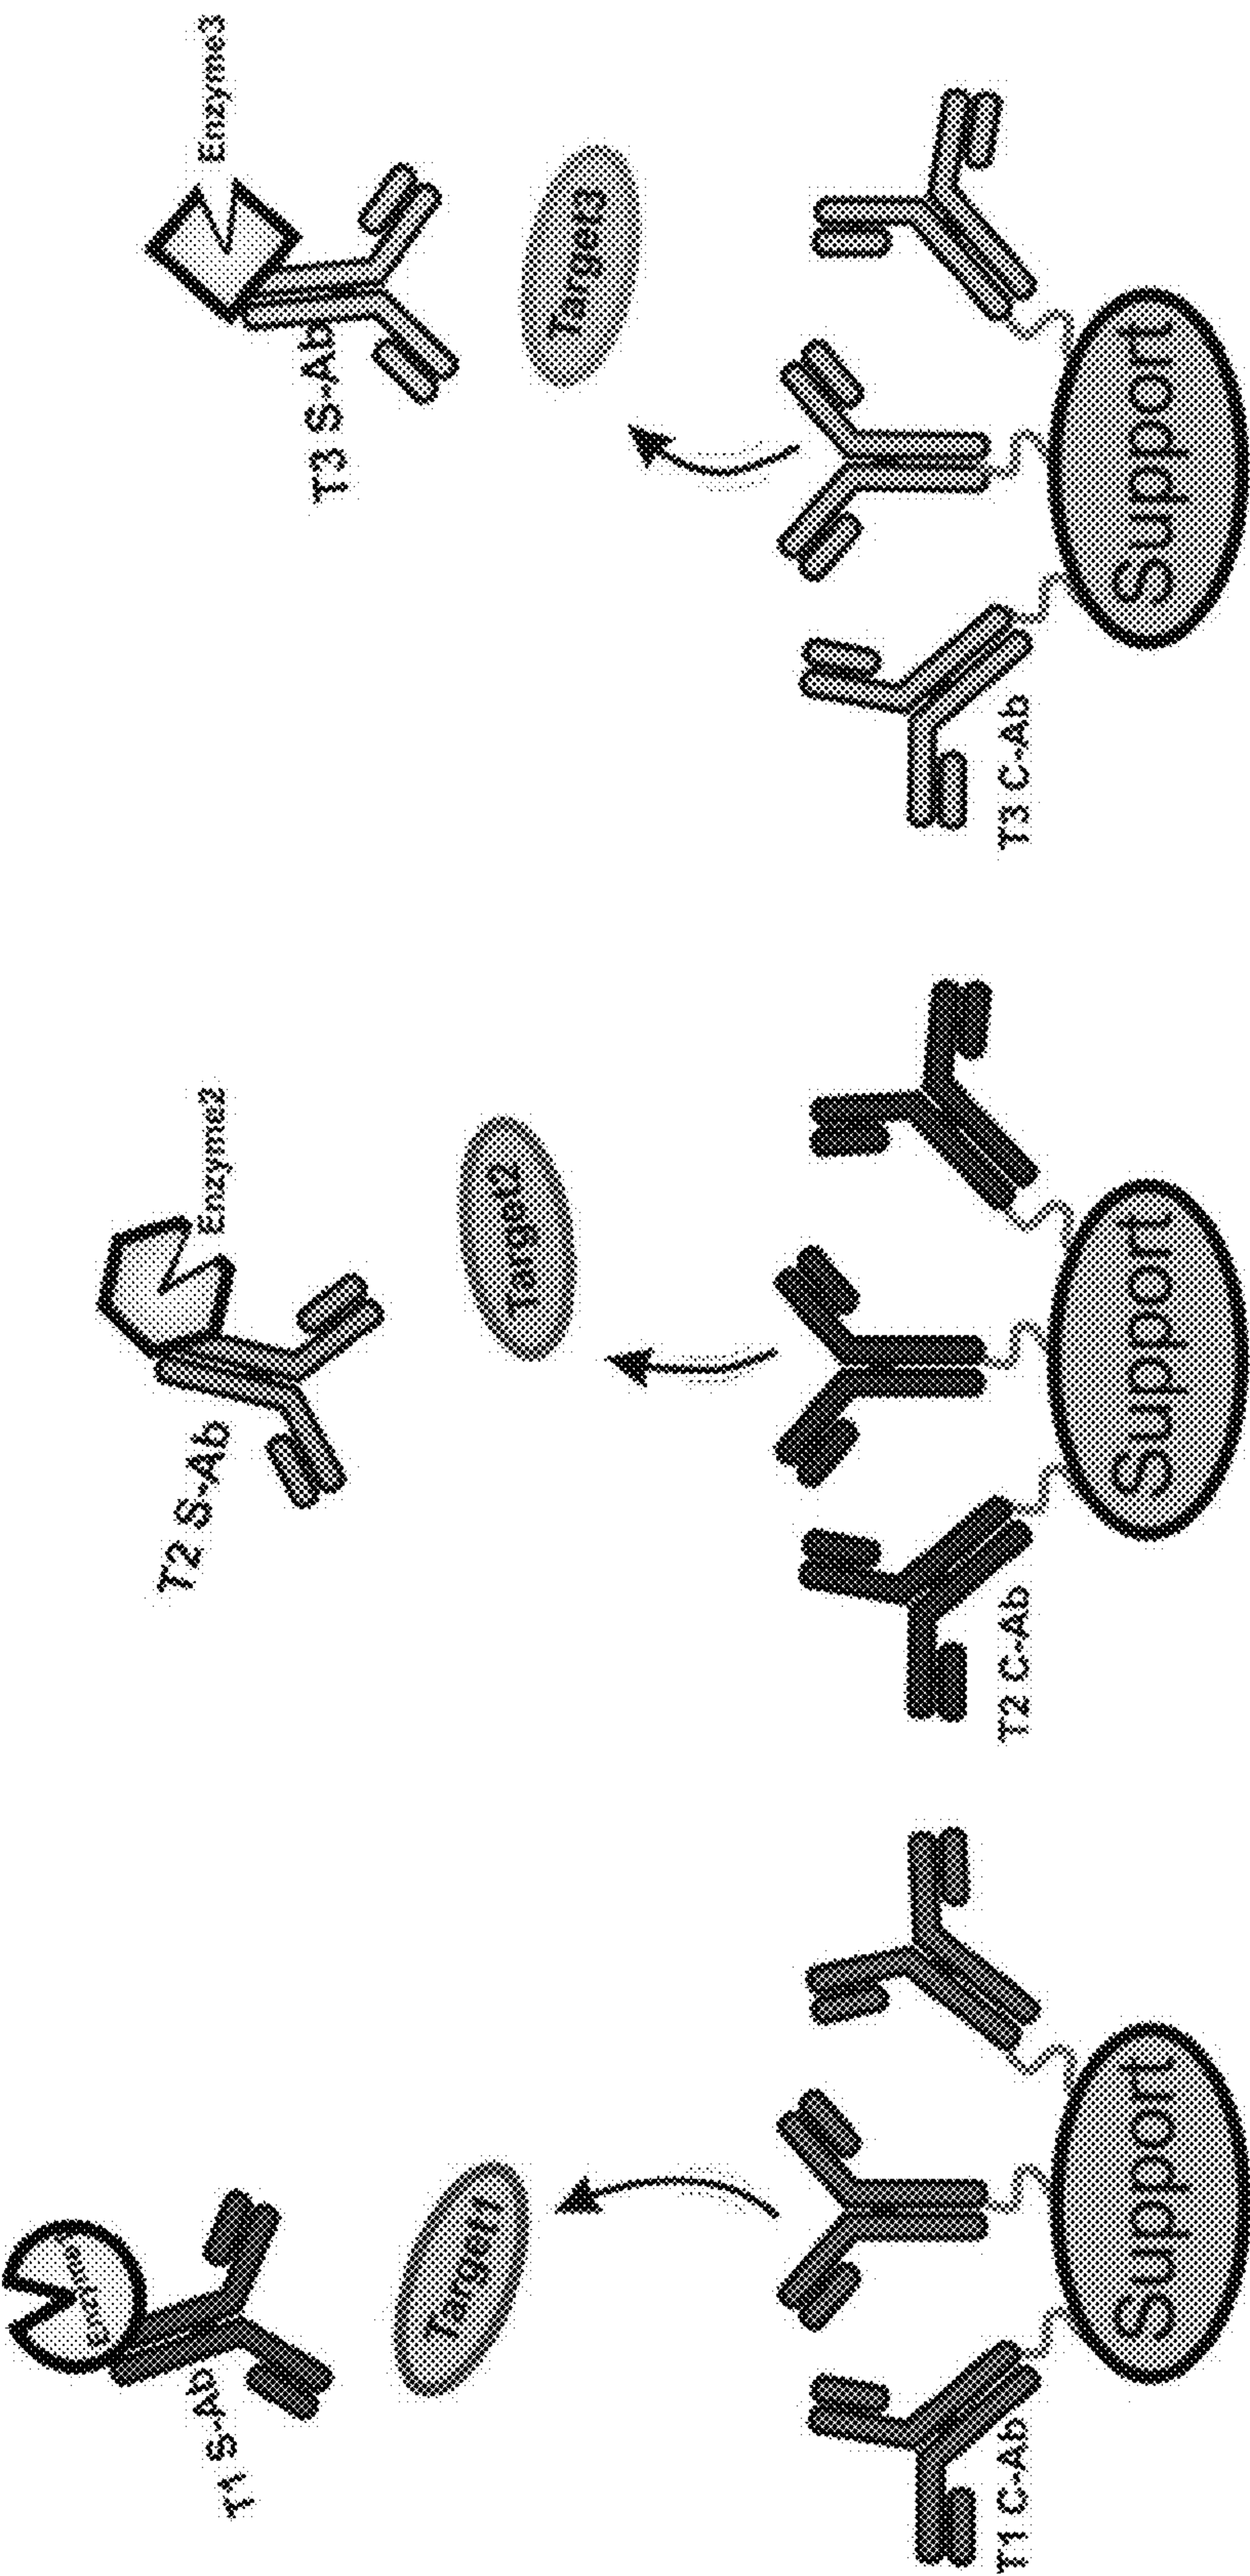 Enzyme1
T1 S-Ab
Target1
T1 C-Ab
Support
Enzyme2
T2 S-Ab
Target2
T2 C-Ab
Support
Enzyme3
T3 S-Ab
Target3
T3 C-Ab
Support